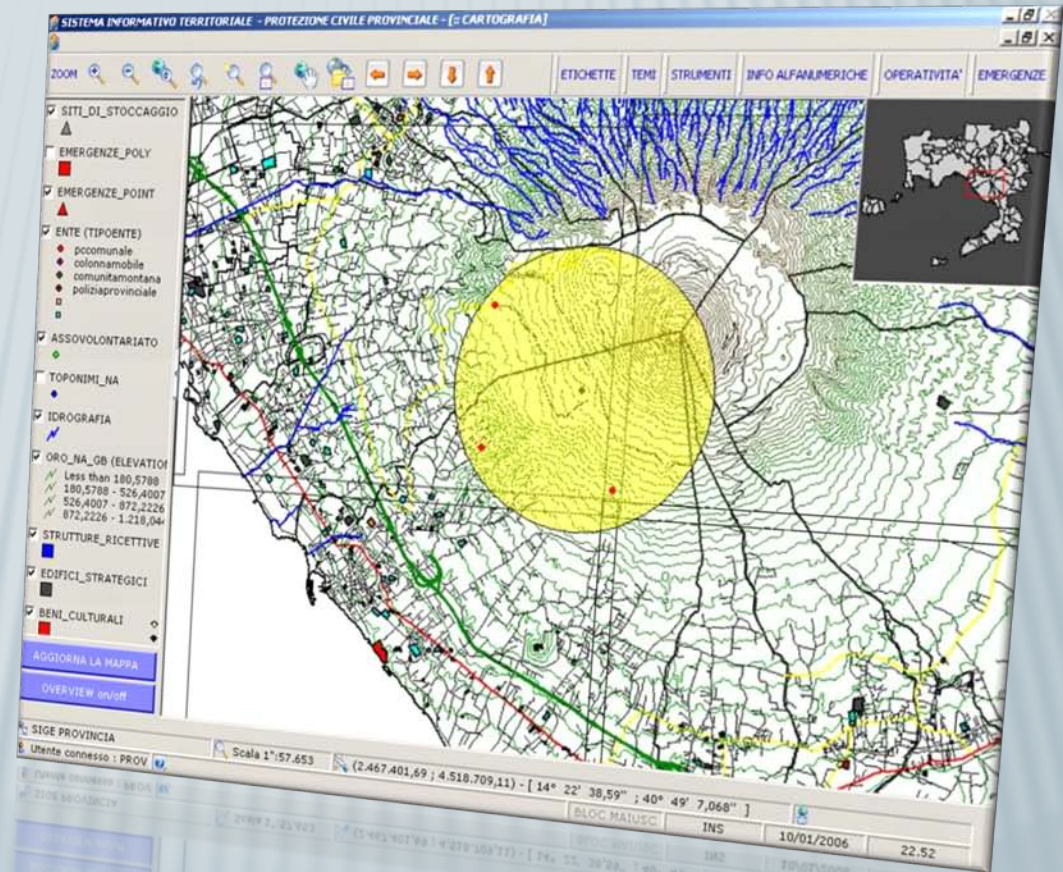 SISTEMA INFORMATIVO TERRITORIALE - PROTEZIONE CIVILE PROVINCIALE - [:: CARTOGRAFIA]
ZOOM
ETICHETTE TEMI STRUMENTI INFO ALFANUMERICHE OPERATIVITA' EMERGENZE
SITI_DI_STOCCAGGIO
EMERGENZE_POLY
EMERGENZE_POINT
ENTE (TIPOENTE)
pccomunale
colonnamobile
comunitamontana
poliziaprovinciale
ASSOVOLONTARIATO
TOPONIMI_NA
IDROGRAFIA
ORO_NA_GB (ELEVATION
Less than 180,5788
180,5788 - 526,4007
526,4007 - 872,2226
872,2226 - 1.218,04
STRUTTURE_RICETTIVE
EDIFICI_STRATEGICI
BENI_CULTURALI
AGGIORNA LA MAPPA
OVERVIEW on/off
SIGE PROVINCIA
Utente connesso : PROV
Scala 1":57.653
(2.467.401,69 ; 4.518.709,11) - [ 14° 22' 38,59" ; 40° 49' 7,068" ]
BLOC MAIUSC
INS
10/01/2006
22.52